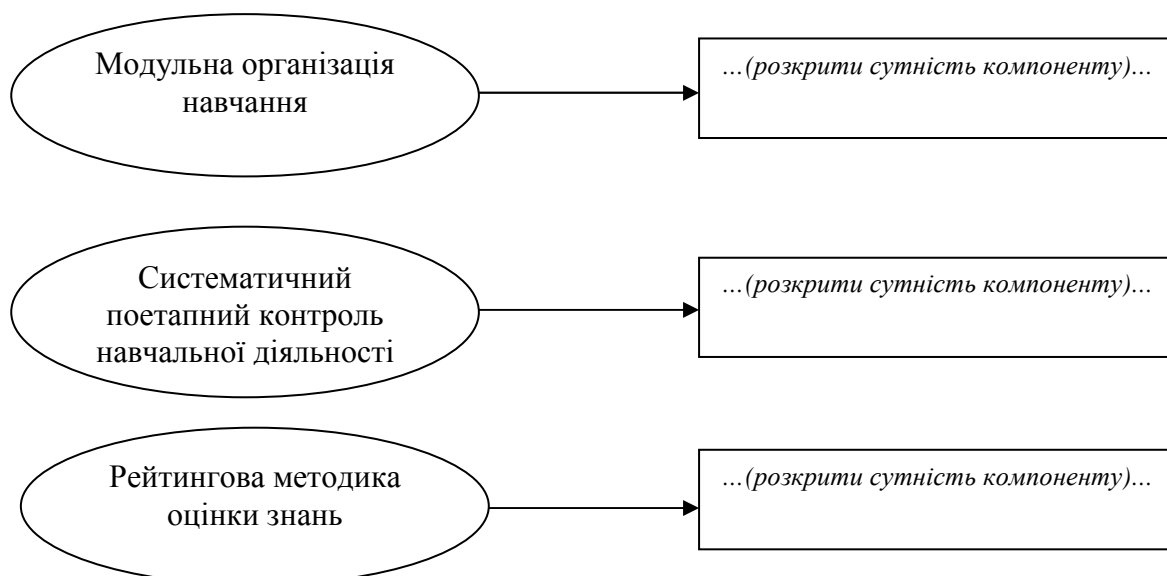 Модульна організація
навчання
…(розкрити сутність компоненту)…
Систематичний
поетапний контроль
навчальної діяльності
…(розкрити сутність компоненту)…
Рейтингова методика
оцінки знань
…(розкрити сутність компоненту)…